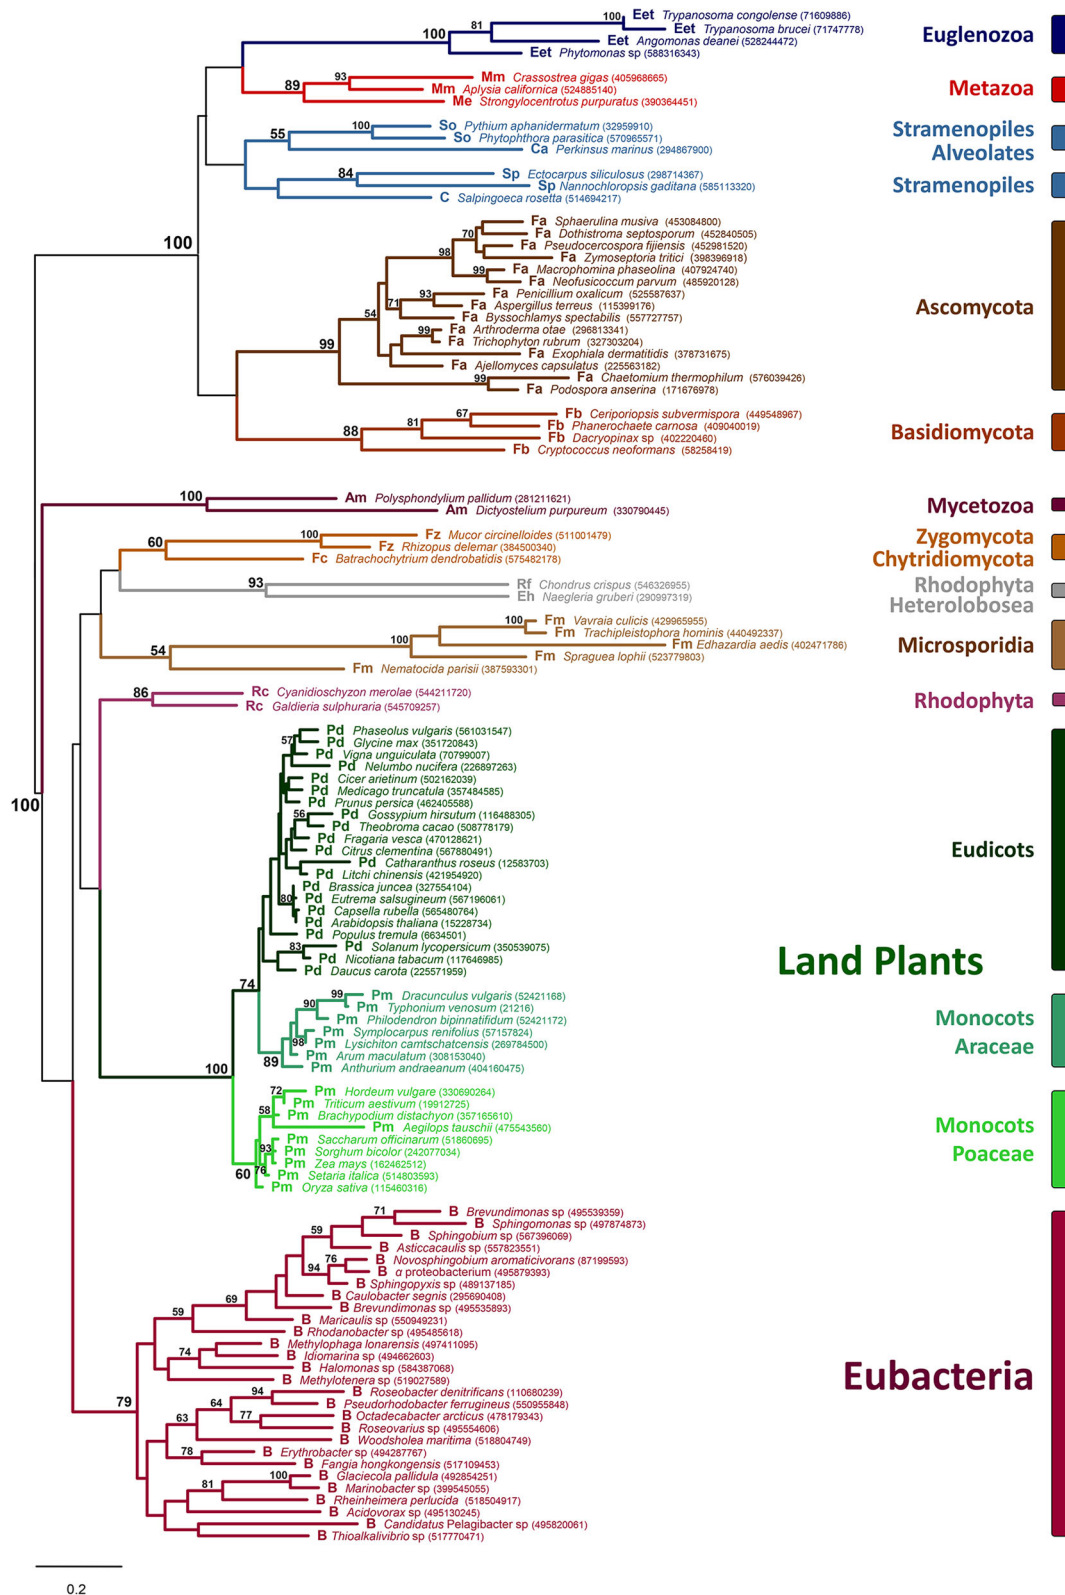 100 Eet Trypanosoma congolense (71609886)
81 Eet Trypanosoma brucei (71747778)
100 Eet Angomonas deanei (528244472)
Eet Phytomonas sp (588316343)
Euglenozoa
93 Mm Crassostrea gigas (405968665)
89 Mm Aplysia californica (524885140)
Me Strongylocentrotus purpuratus (390364451)
Metazoa
100 So Pythium aphanidermatum (32959910)
55 So Phytophthora parasitica (570965571)
Ca Perkinsus marinus (294867900)
Stramenopiles
Alveolates
84 Sp Ectocarpus siliculosus (298714367)
Sp Nannochloropsis gaditana (585113320)
C Salpingoeca rosetta (514694217)
Stramenopiles
100
Fa Sphaerulina musiva (453084800)
70 Fa Dothistroma septosporum (452840505)
Fa Pseudocercospora fijiensis (452981520)
98 Fa Zymoseptoria tritici (398396918)
99 Fa Macrophomina phaseolina (407924740)
Fa Neofusicoccum parvum (485920128)
93 Fa Penicillium oxalicum (525587637)
71 Fa Aspergillus terreus (115399176)
54 Fa Byssochlamys spectabilis (557727757)
99 Fa Arthroderma otae (296813341)
Fa Trichophyton rubrum (327303204)
99 Fa Exophiala dermatitidis (378731675)
Fa Ajellomyces capsulatus (225563182)
99 Fa Chaetomium thermophilum (576039426)
Fa Podospora anserina (171676978)
Ascomycota
67 Fb Ceriporiopsis subvermispora (449548967)
81 Fb Phanerochaete carnosa (409040019)
88 Fb Dacryopinax sp (402220460)
Fb Cryptococcus neoformans (58258419)
Basidiomycota
100 Am Polysphondylium pallidum (281211621)
Am Dictyostelium purpureum (330790445)
Mycetozoa
100 Fz Mucor circinelloides (511001479)
60 Fz Rhizopus delemar (384500340)
Fc Batrachochytrium dendrobatidis (575482178)
Zygomycota
Chytridiomycota
93 Rf Chondrus crispus (546326955)
Eh Naegleria gruberi (290997319)
Rhodophyta
Heterolobosea
100 Fm Vavraia culicis (429965955)
Fm Trachipleistophora hominis (440492337)
100 Fm Edhazardia aedis (402471786)
54 Fm Spraguea lophii (523779803)
Fm Nematocida parisii (387593301)
Microsporidia
86 Rc Cyanidioschyzon merolae (544211720)
Rc Galdieria sulphuraria (545709257)
Rhodophyta
100
Pd Phaseolus vulgaris (561031547)
57 Pd Glycine max (351720843)
Pd Vigna unguiculata (70799007)
Pd Nelumbo nucifera (226897263)
Pd Cicer arietinum (502162039)
Pd Medicago truncatula (357484585)
Pd Prunus persica (462405588)
56 Pd Gossypium hirsutum (116488305)
Pd Theobroma cacao (508778179)
Pd Fragaria vesca (470128621)
Pd Citrus clementina (567880491)
Pd Catharanthus roseus (12583703)
Pd Litchi chinensis (421954920)
Pd Brassica juncea (327554104)
80 Pd Eutrema salsugineum (567196061)
Pd Capsella rubella (565480764)
Pd Arabidopsis thaliana (15228734)
Pd Populus tremula (6634501)
83 Pd Solanum lycopersicum (350539075)
Pd Nicotiana tabacum (117646985)
Pd Daucus carota (225571959)
Eudicots
Land Plants
74
99 Pm Dracunculus vulgaris (52421168)
90 Pm Typhonium venosum (21216)
Pm Philodendron bipinnatifidum (52421172)
Pm Symplocarpus renifolius (57157824)
98 Pm Lysichiton camtschatcensis (269784500)
Pm Arum maculatum (308153040)
89 Pm Anthurium andraeanum (404160475)
Monocots
Araceae
100
72 Pm Hordeum vulgare (330690264)
Pm Triticum aestivum (19912725)
58 Pm Brachypodium distachyon (357165610)
Pm Aegilops tauschii (475543560)
Pm Saccharum officinarum (51860695)
93 Pm Sorghum bicolor (242077034)
Pm Zea mays (162462512)
60 76 Pm Setaria italica (514803593)
Pm Oryza sativa (115460316)
Monocots
Poaceae
71 B Brevundimonas sp (495539359)
B Sphingomonas sp (497874873)
59 B Sphingobium sp (567396069)
B Asticcacaulis sp (557823551)
76 B Novosphingobium aromaticivorans (87199593)
94 B α proteobacterium (495879393)
B Sphingopyxis sp (489137185)
69 B Caulobacter segnis (295690408)
B Brevundimonas sp (495535893)
59 B Maricaulis sp (550949231)
B Rhodanobacter sp (495485618)
B Methylophaga lonarensis (497411095)
74 B Idiomarina sp (494662603)
B Halomonas sp (584387068)
B Methylotenera sp (519027589)
79
94 B Roseobacter denitrificans (110680239)
64 B Pseudorhodobacter ferrugineus (550955848)
63 77 B Octadecabacter arcticus (478179343)
B Roseovarius sp (495554606)
B Woodsholea maritima (518804749)
78 B Erythrobacter sp (494287767)
B Fangia hongkongensis (517109453)
100 B Glaciecola pallidula (492854251)
81 B Marinobacter sp (399545055)
B Rheinheimera perlucida (518504917)
B Acidovorax sp (495130245)
B Candidatus Pelagibacter sp (495820061)
B Thioalkalivibrio sp (517770471)
Eubacteria
0.2